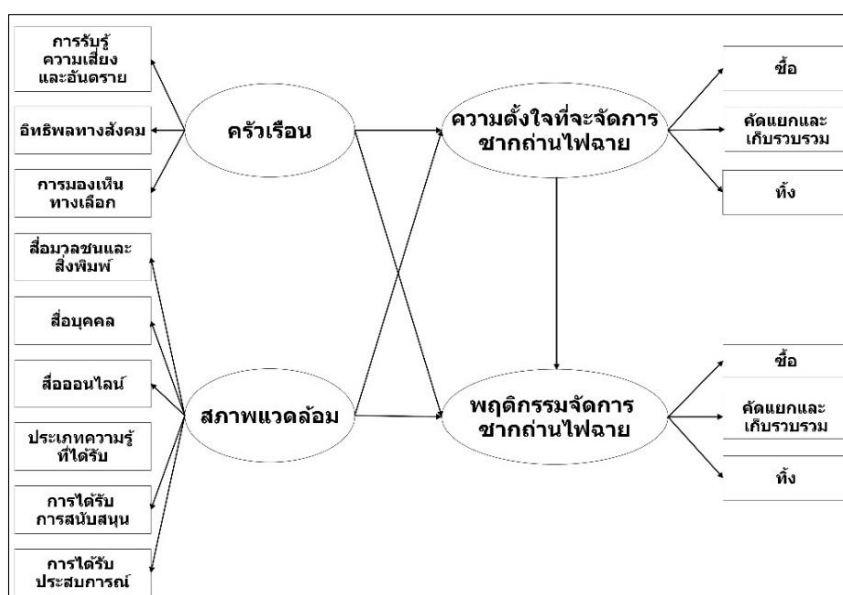 การรับรู้
ความเสี่ยง
และอันตราย
อิทธิพลทางสังคม
การมองเห็น
ทางเลือก
สื่อมวลชนและ
สิ่งพิมพ์
สื่อบุคคล
สื่อออนไลน์
ประเภทความรู้
ที่ได้รับ
การได้รับ
การสนับสนุน
การได้รับ
ประสบการณ์
ครัวเรือน
สภาพแวดล้อม
ความตั้งใจที่จะจัดการ
ซากถ่านไฟฉาย
พฤติกรรมจัดการ
ซากถ่านไฟฉาย
ซื้อ
คัดแยกและ
เก็บรวบรวม
ทิ้ง
ซื้อ
คัดแยกและ
เก็บรวบรวม
ทิ้ง